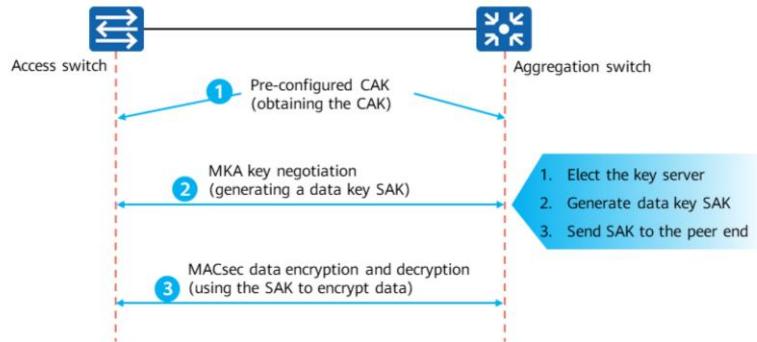 Access switch
Aggregation switch
1
Pre-configured CAK
(obtaining the CAK)
2
MKA key negotiation
(generating a data key SAK)
1. Elect the key server
2. Generate data key SAK
3. Send SAK to the peer end
3
MACsec data encryption and decryption
(using the SAK to encrypt data)